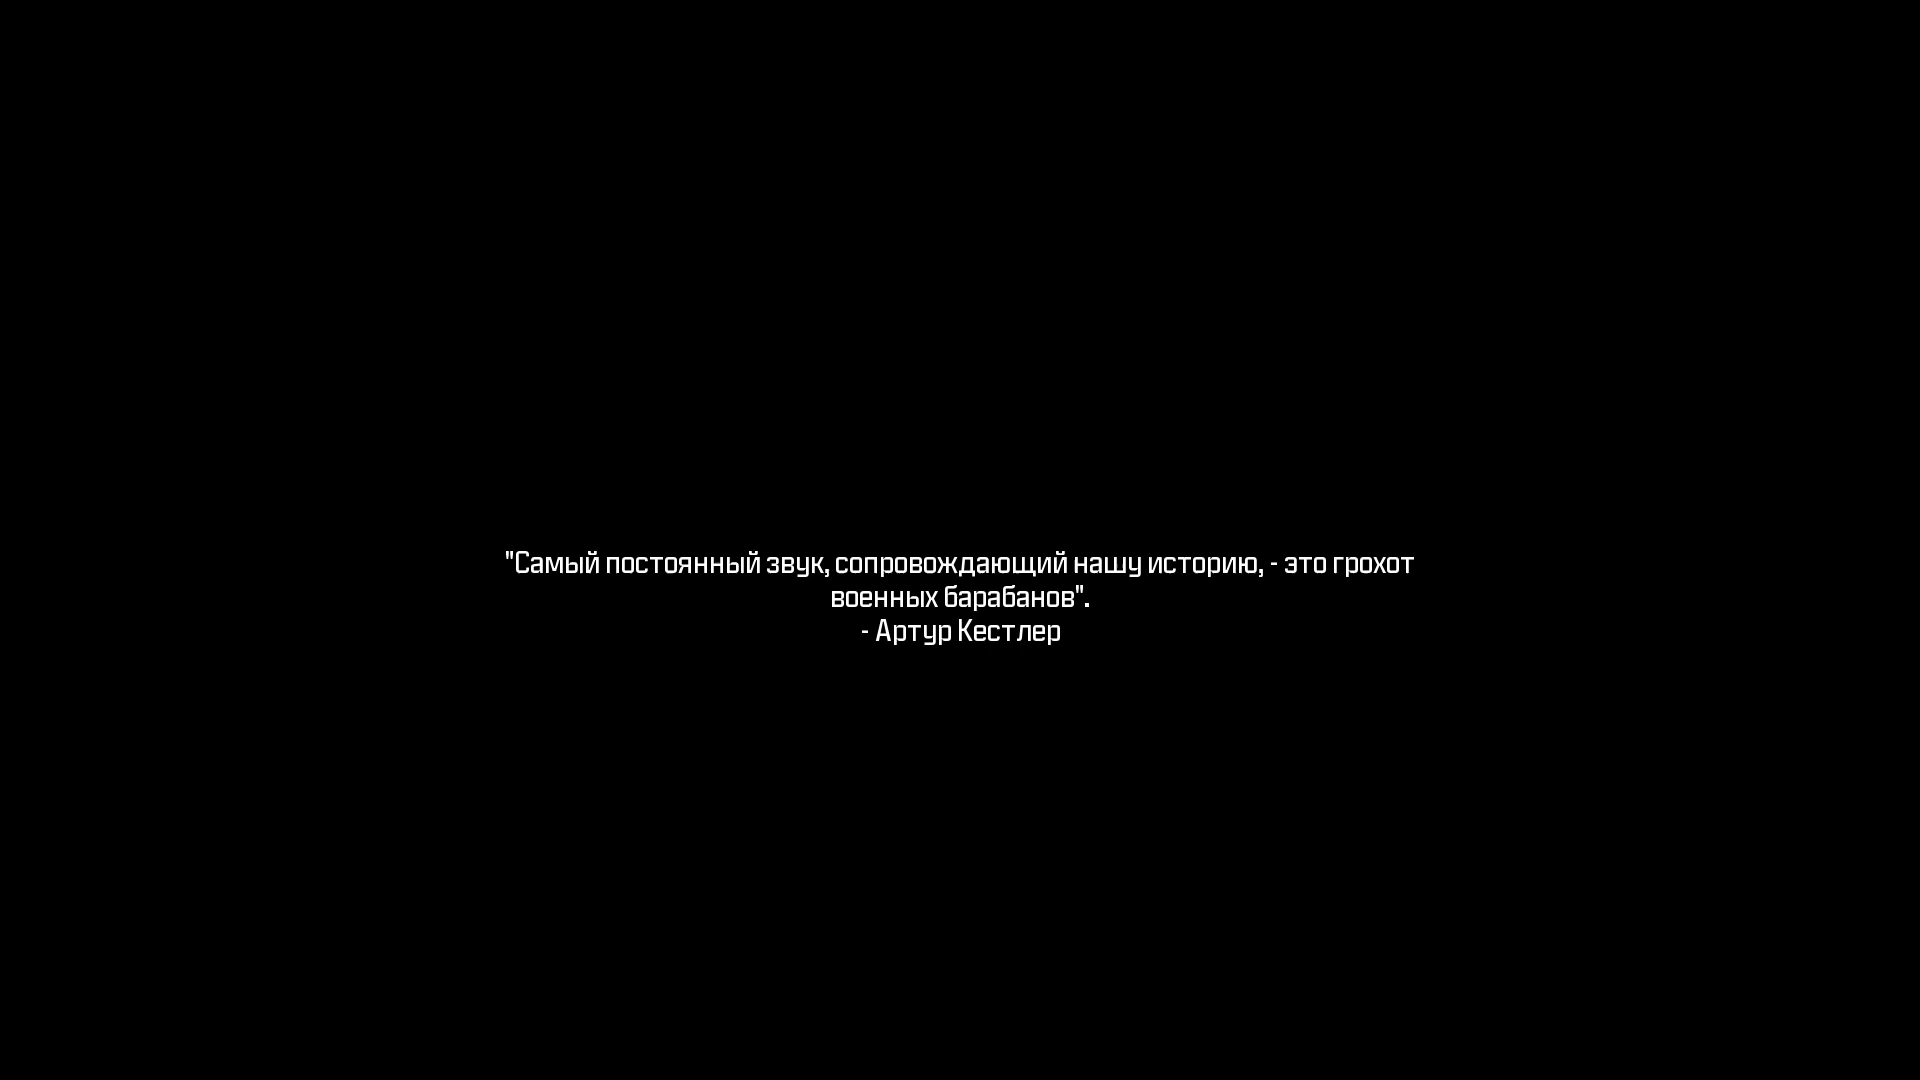 "Самый постоянный звук, сопровождающий нашу историю, - это грохот
военных барабанов".
- Артур Кестлер